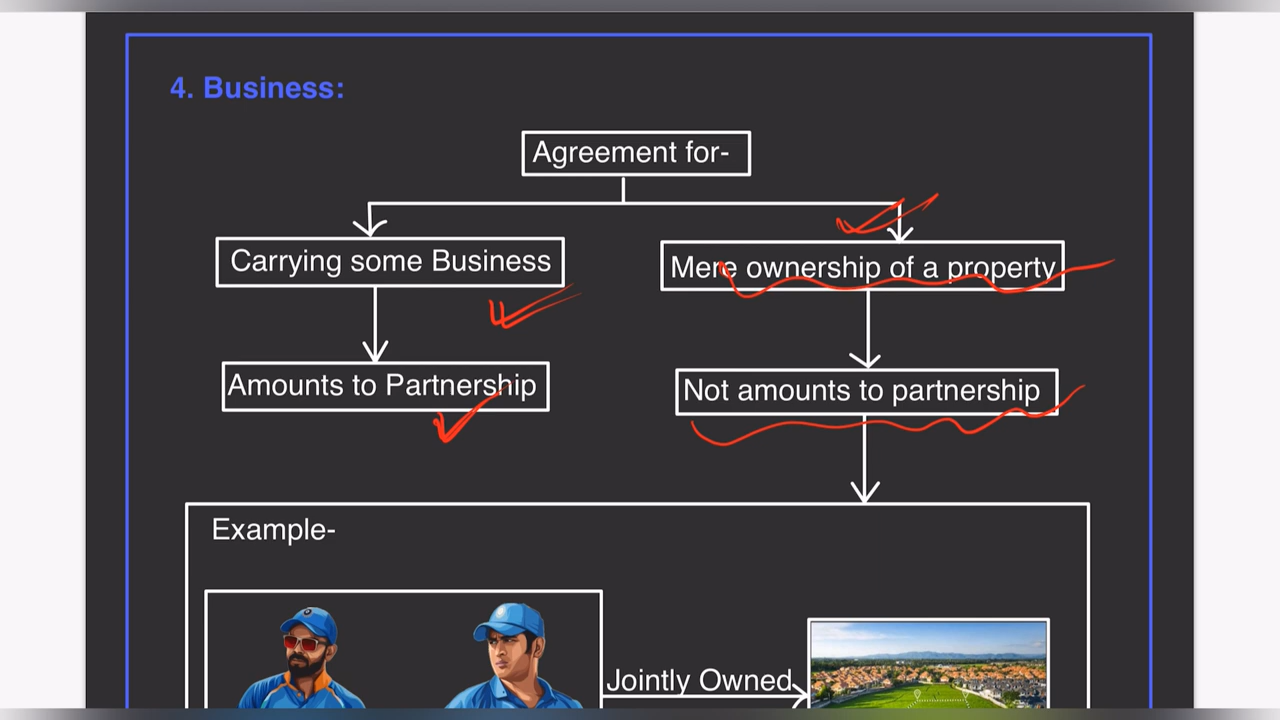 4. Business:
Agreement for-
Carrying some Business
Mere ownership of a property
Amounts to Partnership
Not amounts to partnership
Example-
Jointly Owned